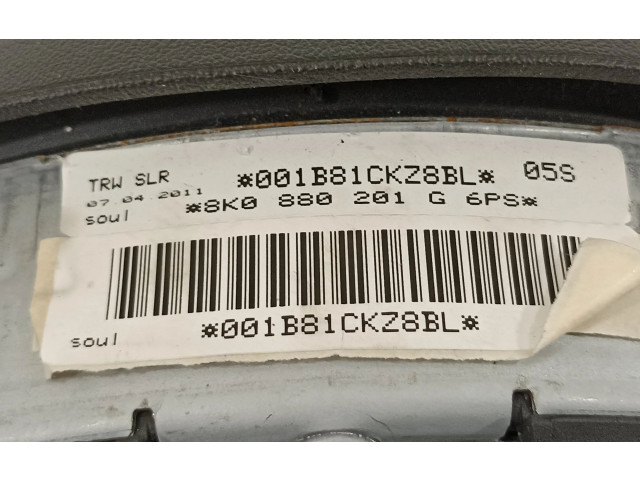 TRW SLR *001B81CKZ8BL* 05S
07.04.2011
soul *8K0 880 201 G 6PS*
soul *001B81CKZ8BL*